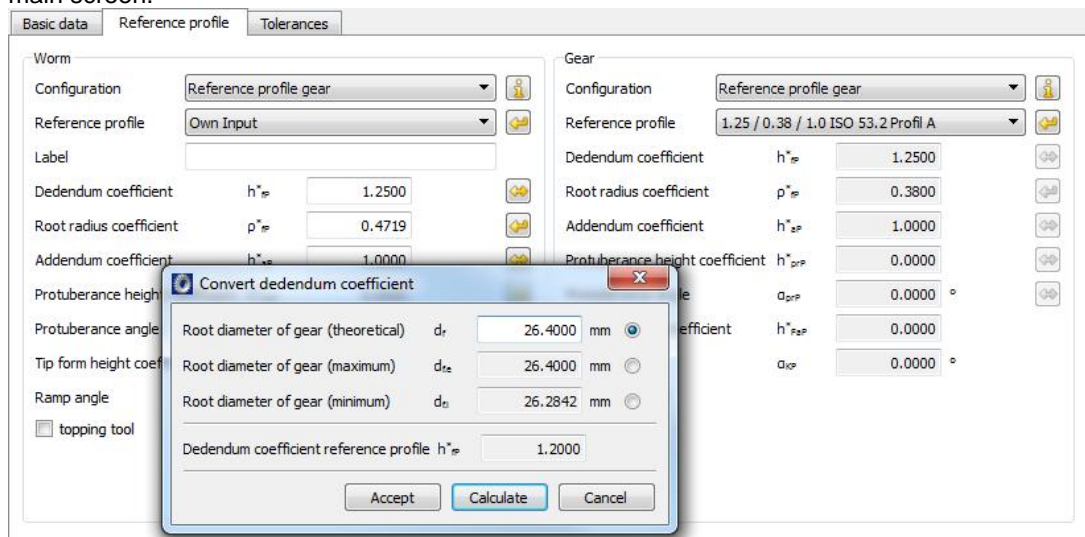 main screen.
Basic data Reference profile Tolerances
Worm
Configuration Reference profile gear
Reference profile Own Input
Label
Dedendum coefficient h*fP 1.2500
Root radius coefficient ρ*fP 0.4719
Addendum coefficient h*aP 1.0000
Protuberance height
Protuberance angle
Tip form height coef
Ramp angle
topping tool
Gear
Configuration Reference profile gear
Reference profile 1.25 / 0.38 / 1.0 ISO 53.2 Profil A
Dedendum coefficient h*fP 1.2500
Root radius coefficient ρ*fP 0.3800
Addendum coefficient h*aP 1.0000
Protuberance height coefficient h*prP 0.0000
αprP 0.0000 °
efficient h*FaP 0.0000
αKP 0.0000 °
Convert dedendum coefficient
Root diameter of gear (theoretical) df 26.4000 mm
Root diameter of gear (maximum) dfe 26.4000 mm
Root diameter of gear (minimum) dfi 26.2842 mm
Dedendum coefficient reference profile h*fP 1.2000
Accept Calculate Cancel